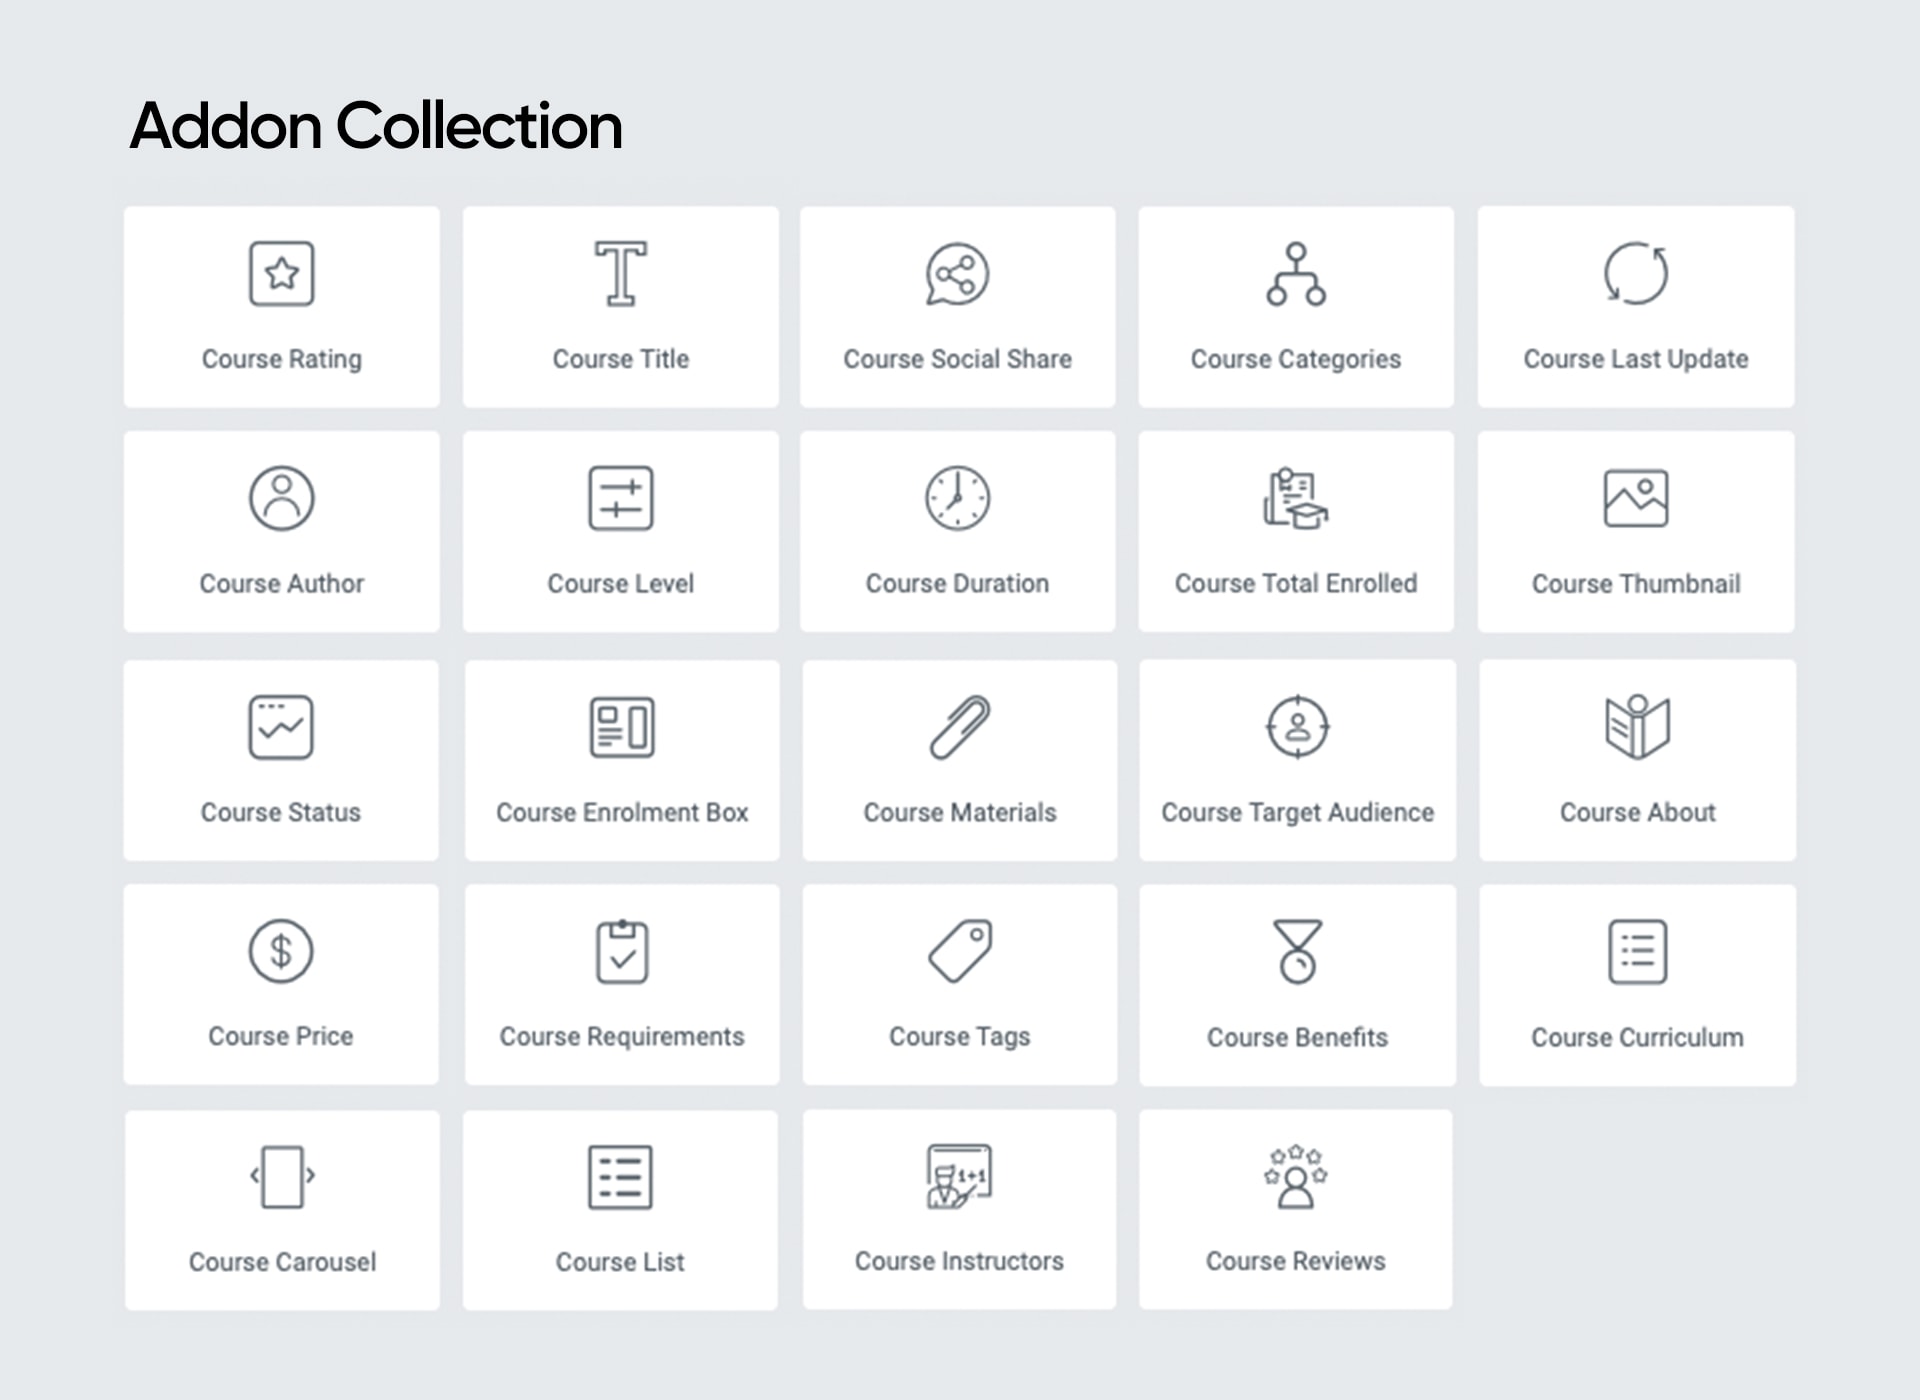 Addon Collection
Course Rating
Course Title
Course Social Share
Course Categories
Course Last Update
Course Author
Course Level
Course Duration
Course Total Enrolled
Course Thumbnail
Course Status
Course Enrolment Box
Course Materials
Course Target Audience
Course About
$
Course Price
Course Requirements
Course Tags
Course Benefits
Course Curriculum
Course Carousel
Course List
1+1
Course Instructors
Course Reviews